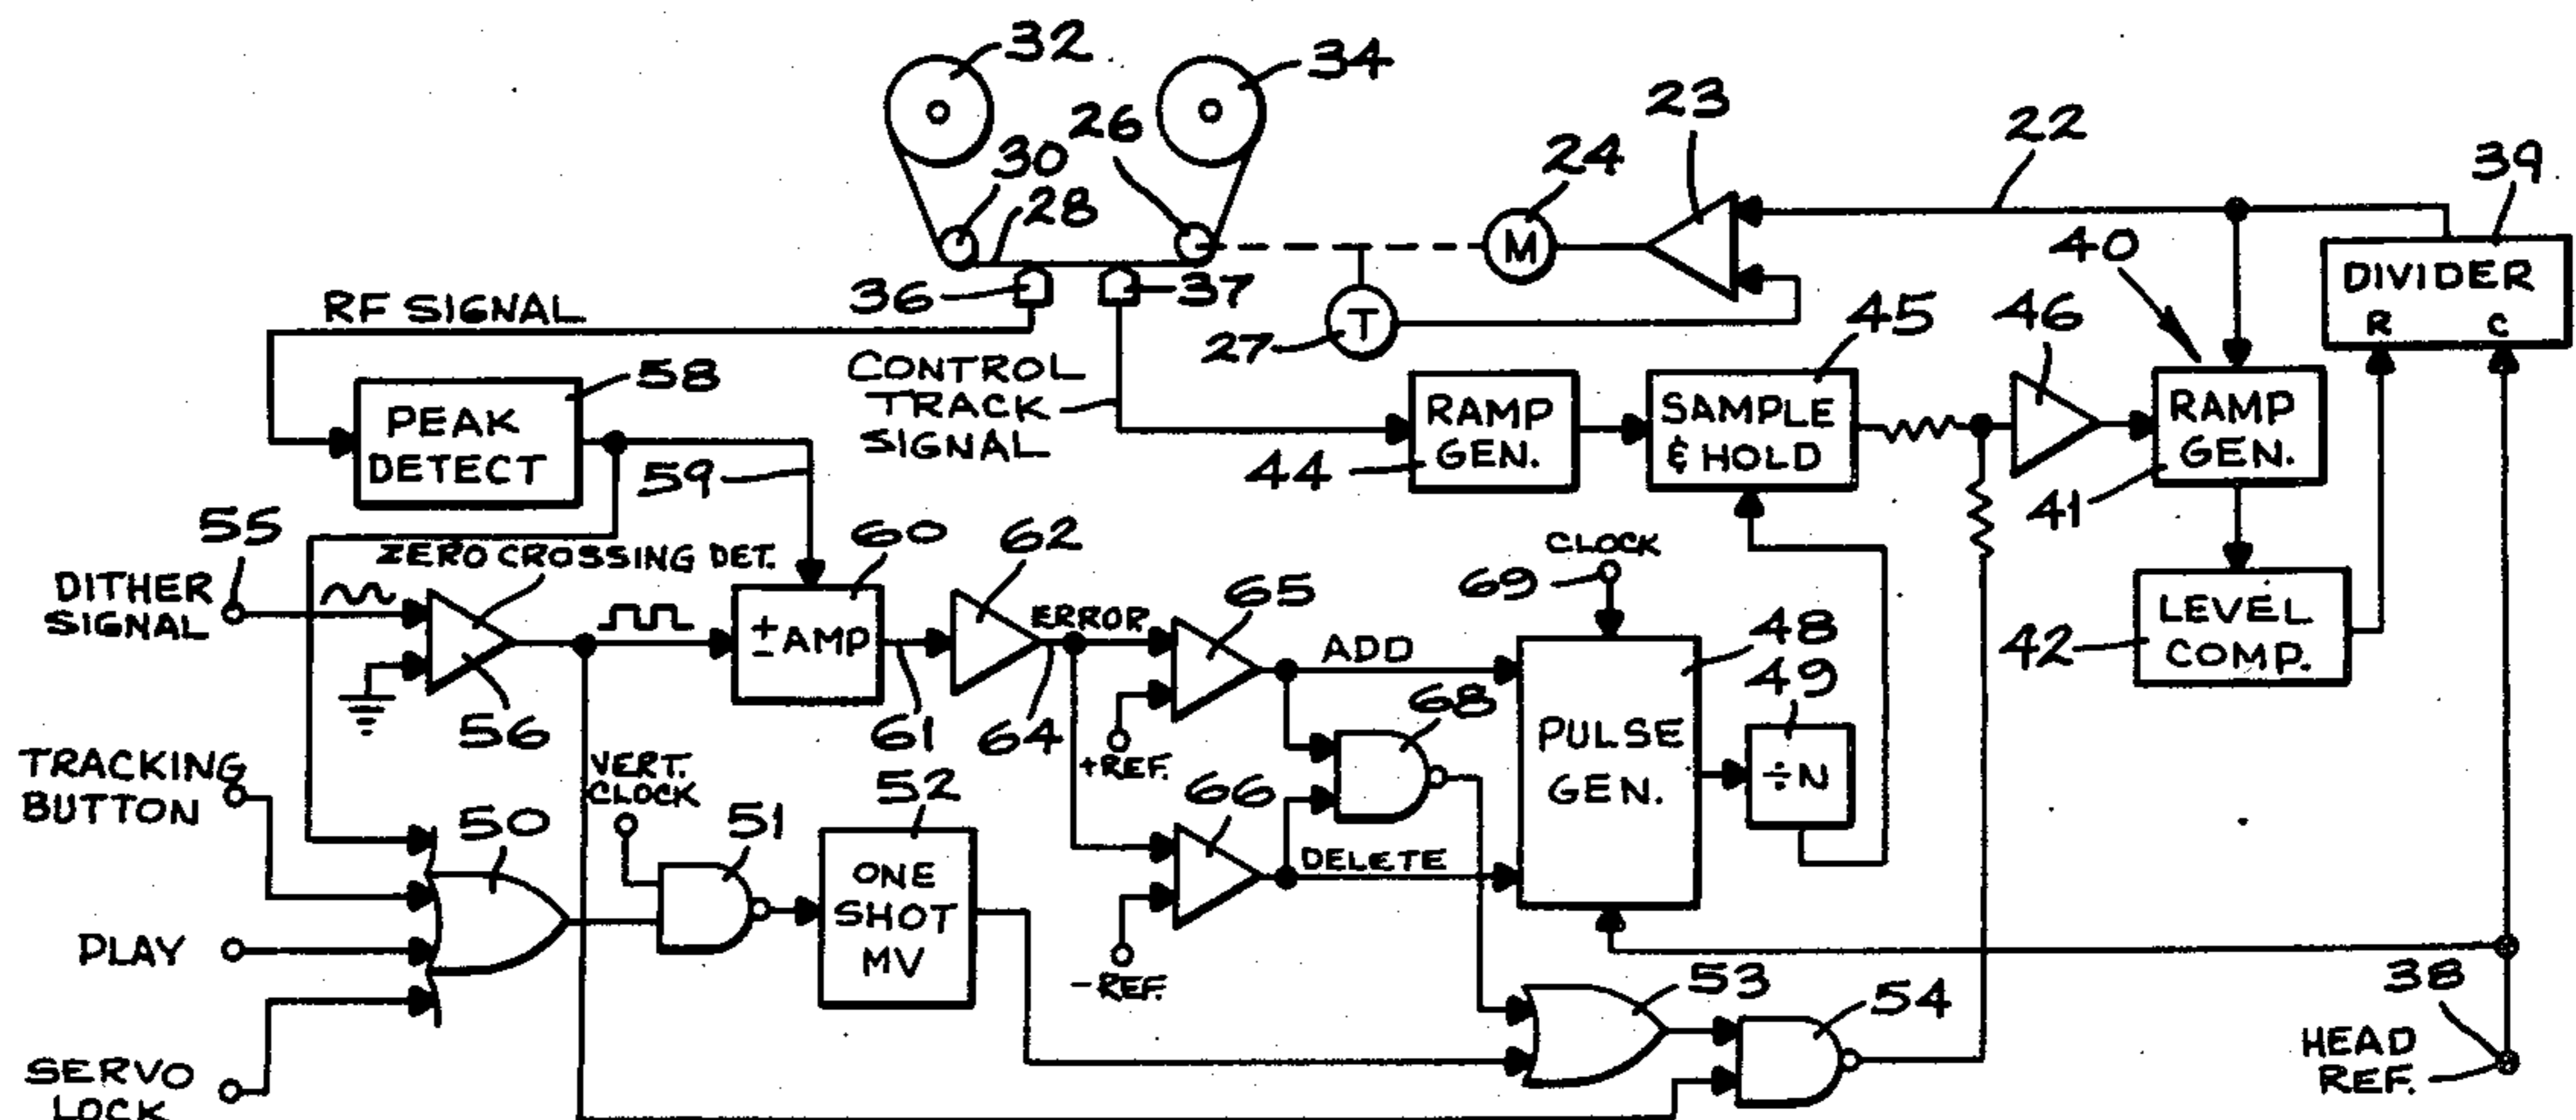 32
34
23
22
39
30
26
24
28
M
40
DIVIDER
R C
36
37
T
27
45
46
RF SIGNAL
CONTROL
TRACK
SIGNAL
58
PEAK
DETECT
59
RAMP
GEN.
44
SAMPLE
& HOLD
RAMP
GEN.
41
55
DITHER
SIGNAL
ZERO CROSSING DET.
56
60
+
- AMP
61
62
ERROR
64
65
+REF.
ADD
CLOCK
69
48
49
LEVEL
COMP.
42
68
PULSE
GEN.
÷N
TRACKING
BUTTON
VERT.
CLOCK
52
66
50
51
ONE
SHOT
MV
DELETE
-REF.
PLAY
53
54
38
HEAD
REF.
SERVO
LOCK